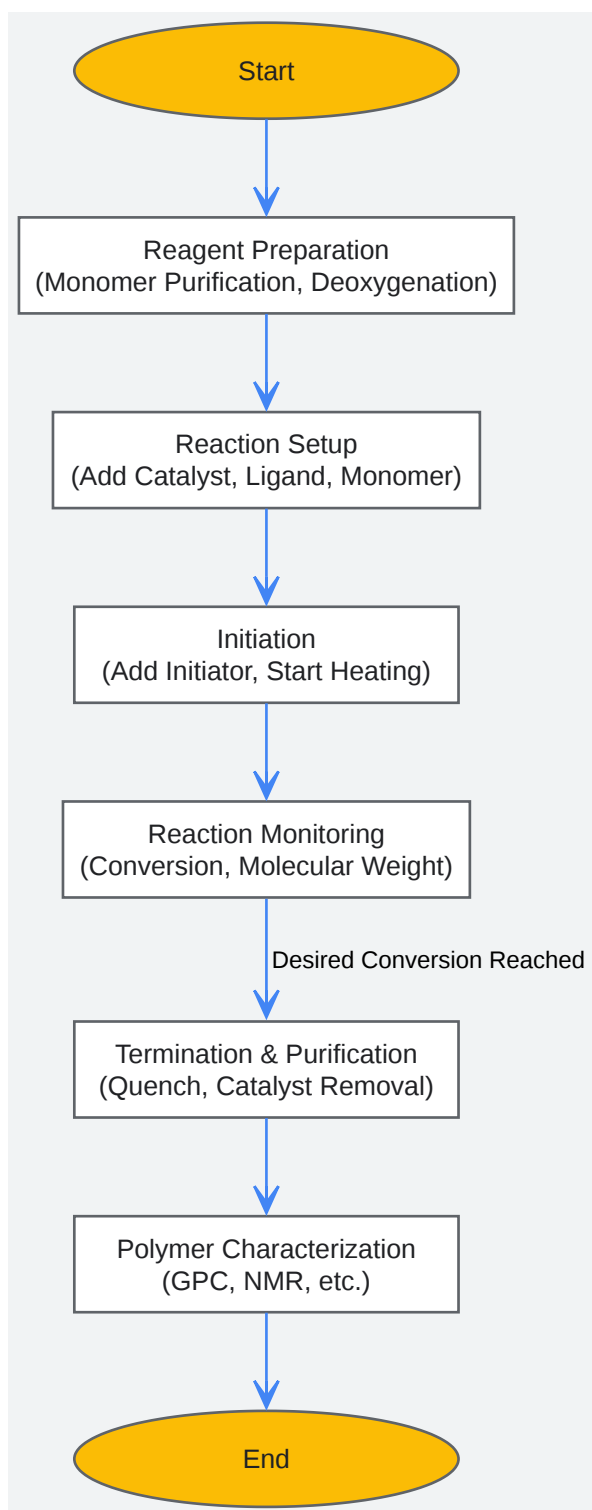 Start
Reagent Preparation
(Monomer Purification, Deoxygenation)
Reaction Setup
(Add Catalyst, Ligand, Monomer)
Initiation
(Add Initiator, Start Heating)
Reaction Monitoring
(Conversion, Molecular Weight)
Desired Conversion Reached
Termination & Purification
(Quench, Catalyst Removal)
Polymer Characterization
(GPC, NMR, etc.)
End